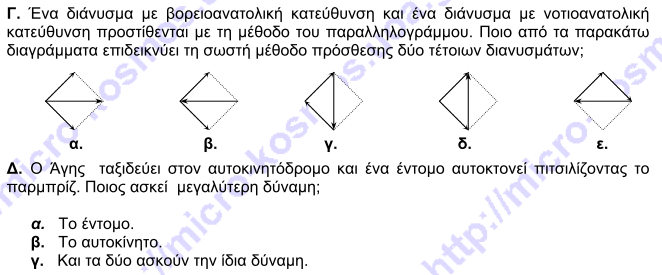 Γ. Ένα διάνυσμα με βορειοανατολική κατεύθυνση και ένα διάνυσμα με νοτιοανατολική
κατεύθυνση προστίθενται με τη μέθοδο του παραλληλογράμμου. Ποιο από τα παρακάτω
διαγράμματα επιδεικνύει τη σωστή μέθοδο πρόσθεσης δύο τέτοιων διανυσμάτων;
α. β. γ. δ. ε.
Δ. Ο Άγης ταξιδεύει στον αυτοκινητόδρομο και ένα έντομο αυτοκτονεί πιτσιλίζοντας το
παρμπρίζ. Ποιος ασκεί μεγαλύτερη δύναμη;
α. Το έντομο.
β. Το αυτοκίνητο.
γ. Και τα δύο ασκούν την ίδια δύναμη.